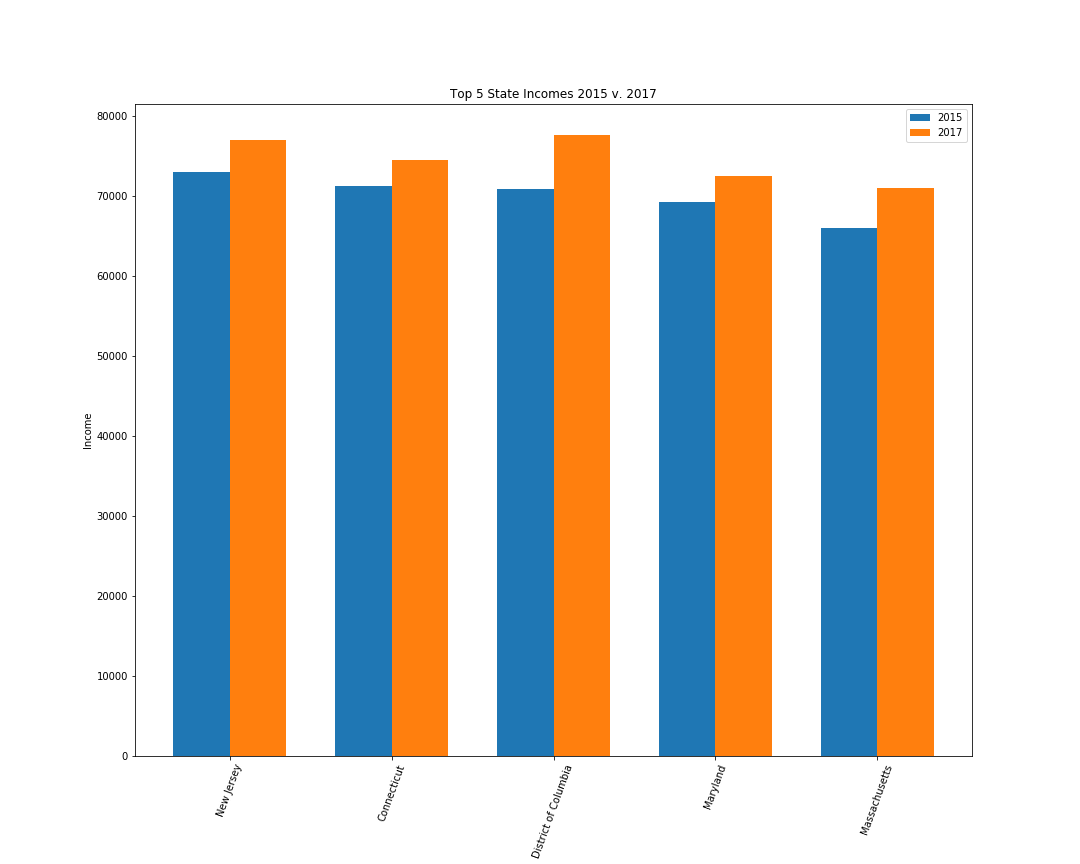 Top 5 State Incomes 2015 v. 2017
2015
2017
80000
70000
60000
50000
40000
30000
20000
10000
0
Income
New Jersey
Connecticut
District of Columbia
Maryland
Massachusetts